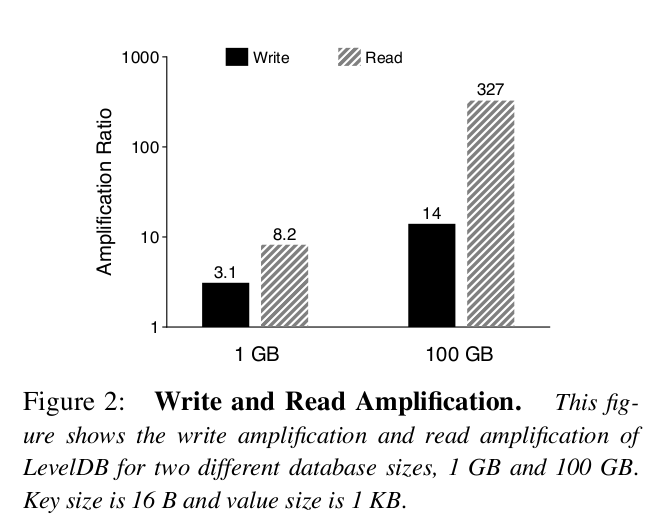 1000
Write
Read
327
100
Amplification Ratio
14
10
8.2
3.1
1
1 GB
100 GB
Figure 2: Write and Read Amplification. This fig-
ure shows the write amplification and read amplification of
LevelDB for two different database sizes, 1 GB and 100 GB.
Key size is 16 B and value size is 1 KB.